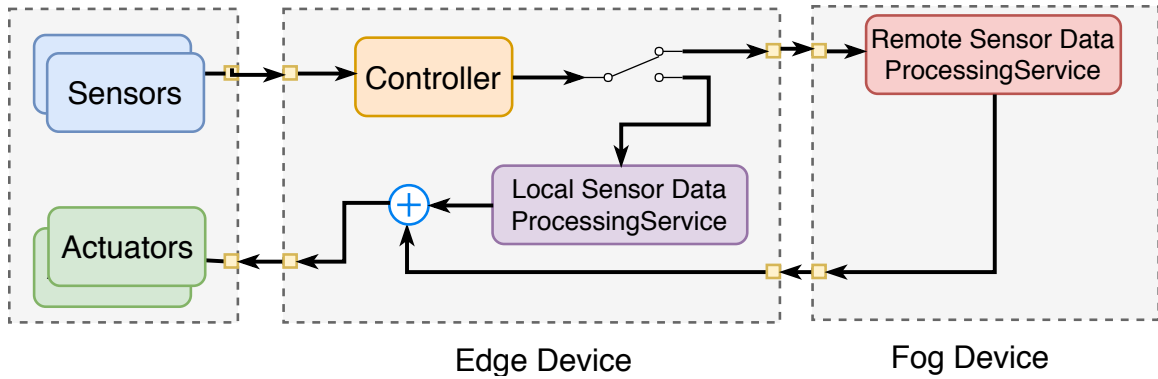 Sensors
Controller
Remote Sensor Data
ProcessingService
Local Sensor Data
ProcessingService
Actuators
Edge Device
Fog Device